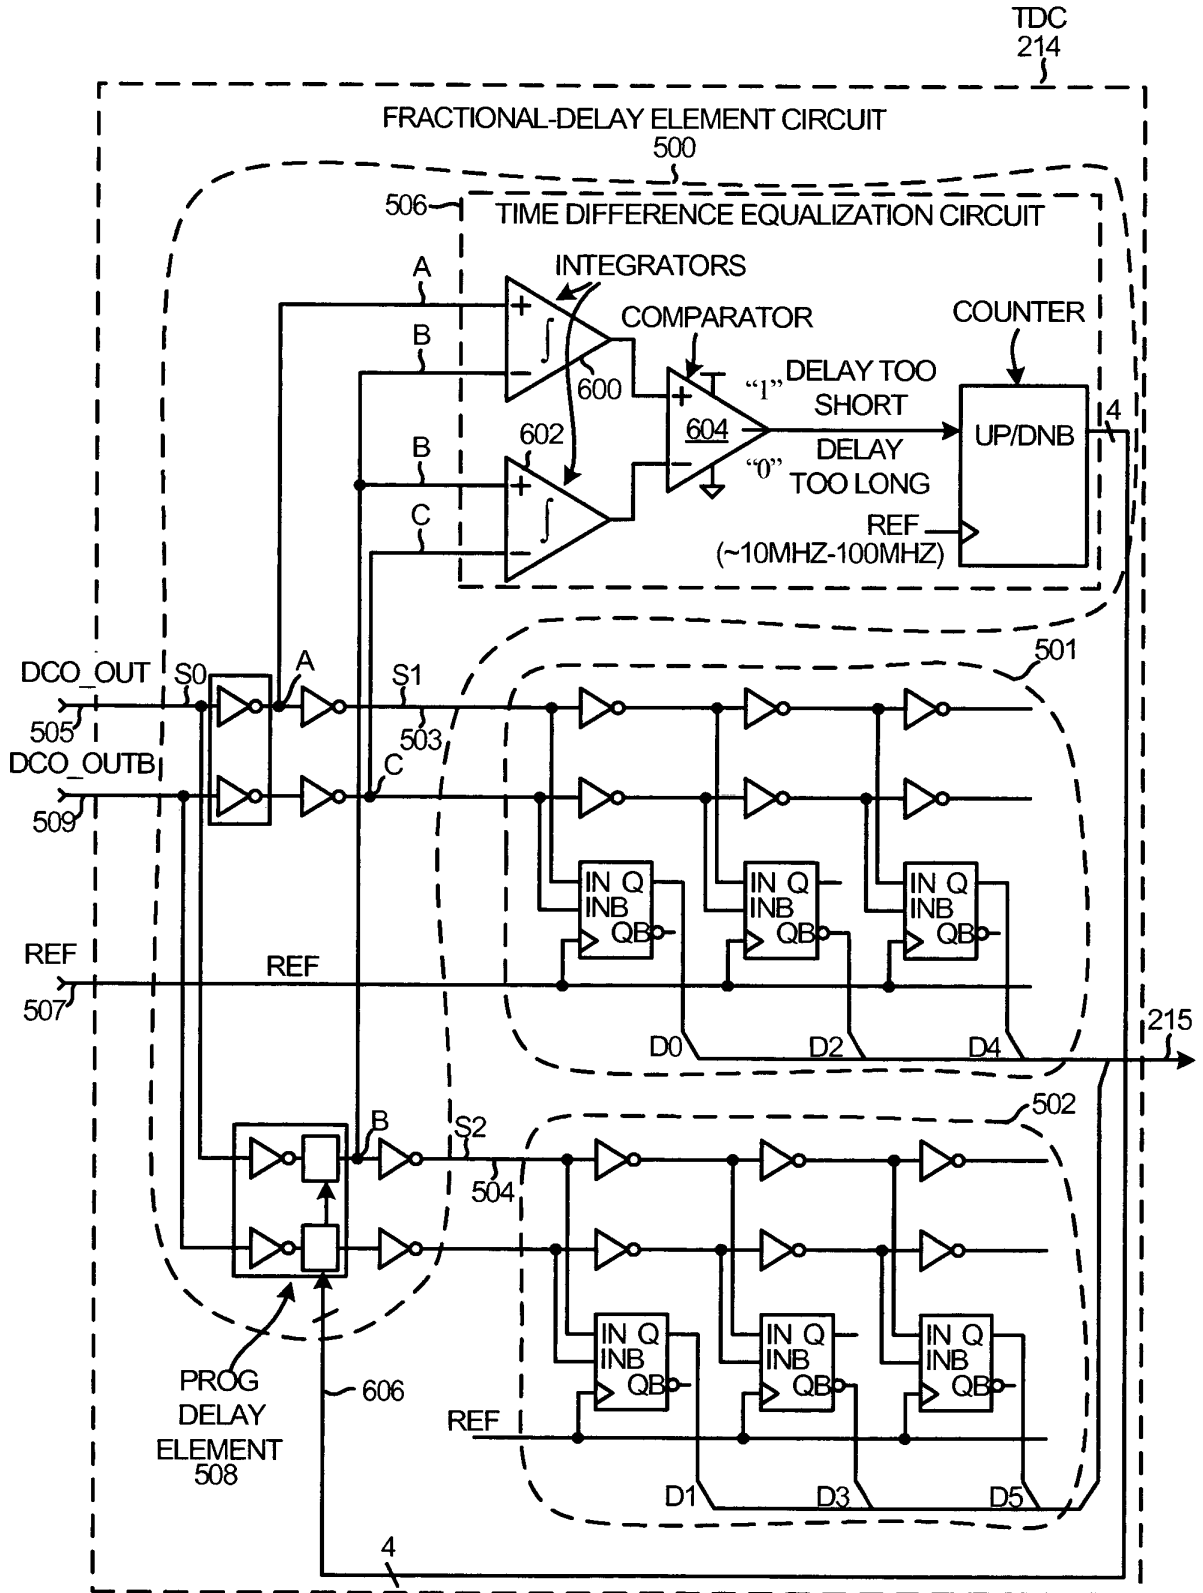 TDC
214
FRACTIONAL-DELAY ELEMENT CIRCUIT
500
506
TIME DIFFERENCE EQUALIZATION CIRCUIT
A
INTEGRATORS
+
∫
COMPARATOR
COUNTER
B
−
600
+
“1” DELAY TOO
SHORT
4
602
604
UP/DNB
B
+
−
“0”
DELAY
TOO LONG
∫
C
−
REF
(~10MHZ-100MHZ)
501
DCO_OUT
S0
A
S1
505
503
DCO_OUTB
C
509
IN Q
INB
QB
IN Q
INB
QB
IN Q
INB
QB
REF
REF
507
215
D0
D2
D4
502
B
S2
504
IN Q
INB
QB
IN Q
INB
QB
IN Q
INB
QB
PROG
DELAY
ELEMENT
508
606
REF
D1
D3
D5
4